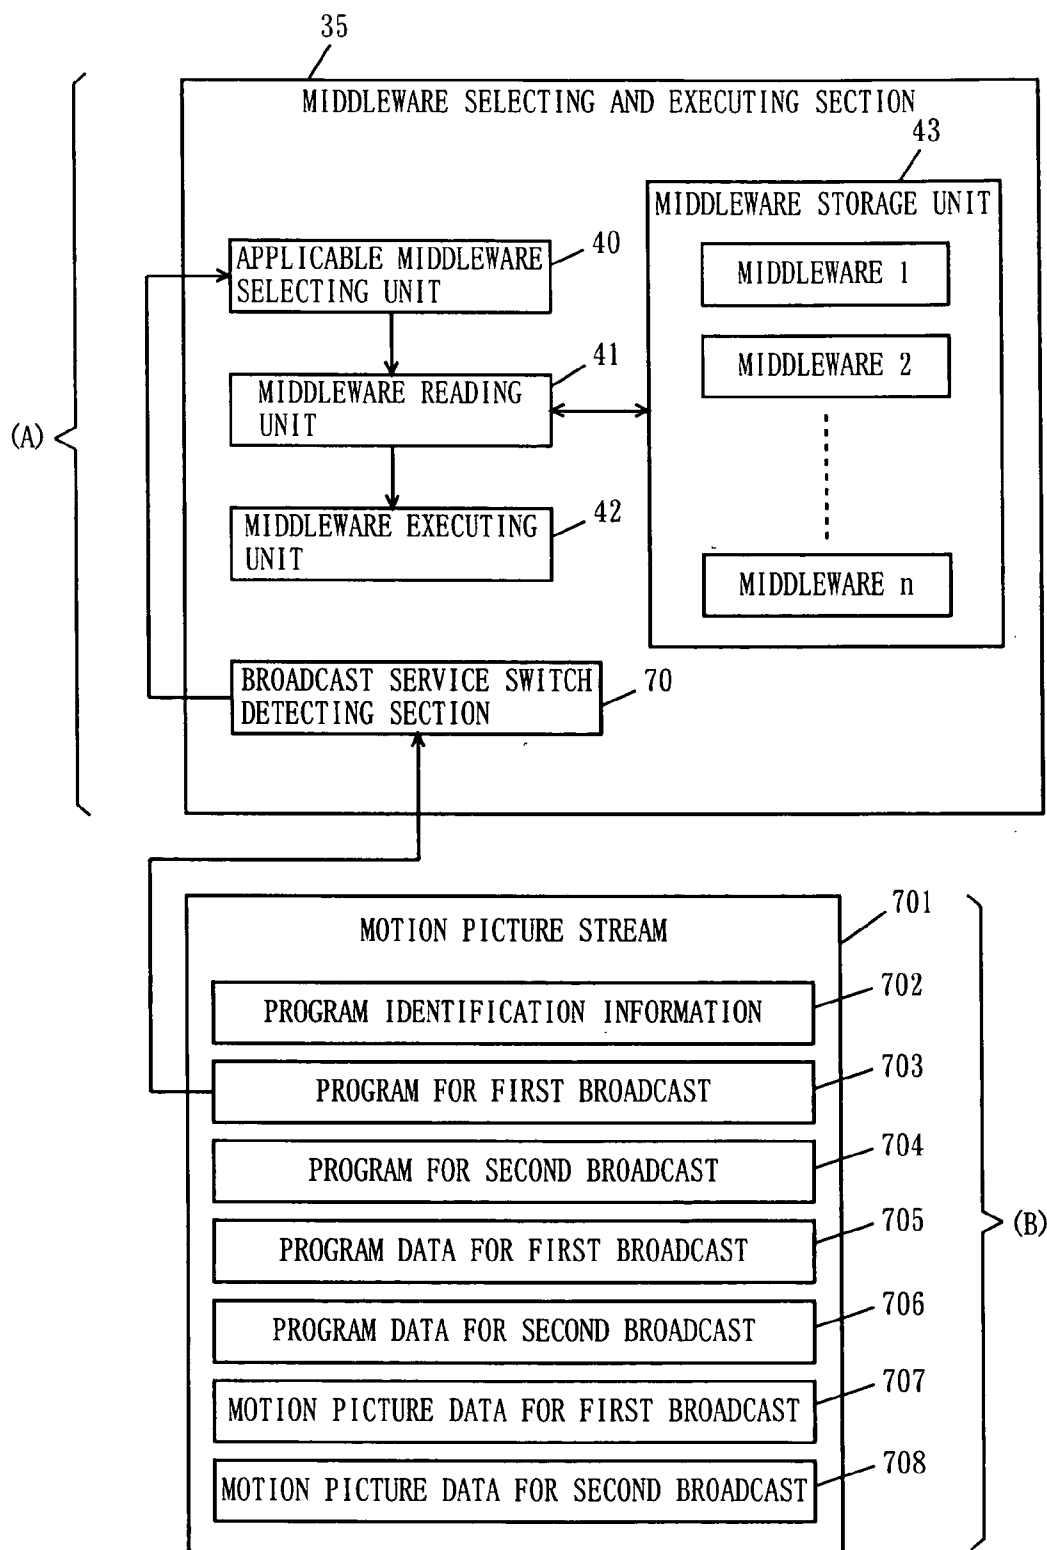 35
MIDDLEWARE SELECTING AND EXECUTING SECTION
43
MIDDLEWARE STORAGE UNIT
40
APPLICABLE MIDDLEWARE
SELECTING UNIT
MIDDLEWARE 1
41
MIDDLEWARE 2
MIDDLEWARE READING
UNIT
(A)
42
MIDDLEWARE EXECUTING
UNIT
MIDDLEWARE n
BROADCAST SERVICE SWITCH
DETECTING SECTION
70
701
MOTION PICTURE STREAM
702
PROGRAM IDENTIFICATION INFORMATION
703
PROGRAM FOR FIRST BROADCAST
704
PROGRAM FOR SECOND BROADCAST
705
(B)
PROGRAM DATA FOR FIRST BROADCAST
706
PROGRAM DATA FOR SECOND BROADCAST
707
MOTION PICTURE DATA FOR FIRST BROADCAST
708
MOTION PICTURE DATA FOR SECOND BROADCAST